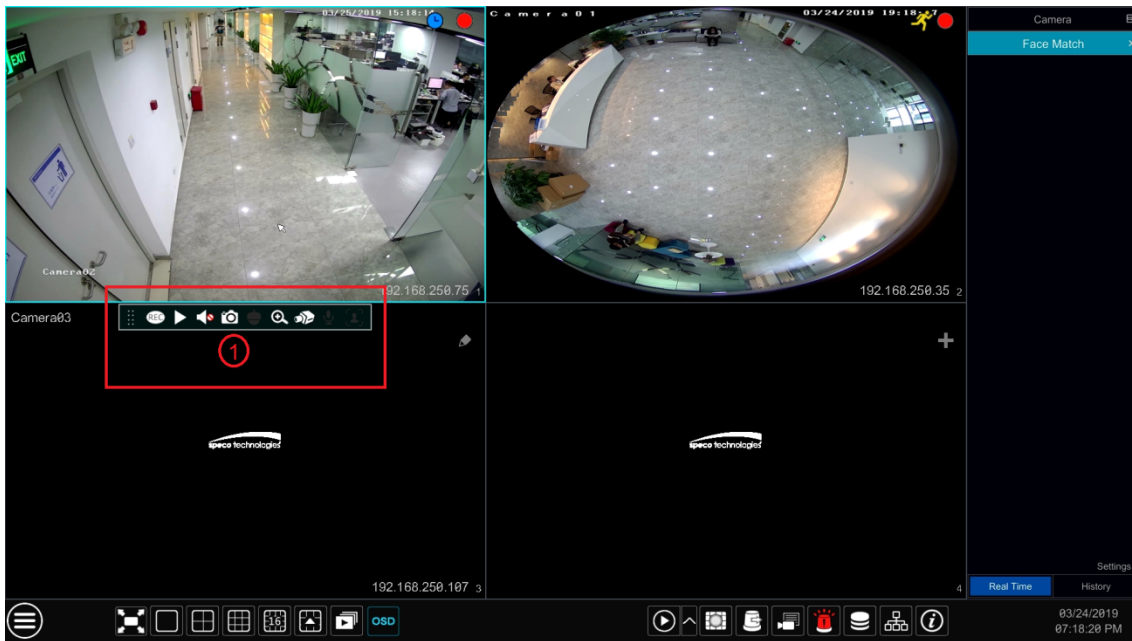 03/25/2019 15:18:1
EXIT
Camera02
192.168.250.75 1
Camera01
03/24/2019 19:18: 7
192.168.250.35 2
Camera
Face Match
Camera03
REC
1
speco technologies
192.168.250.107 3
speco technologies
4
Settings
Real Time
History
16
OSD
03/24/2019
07:18:20 PM